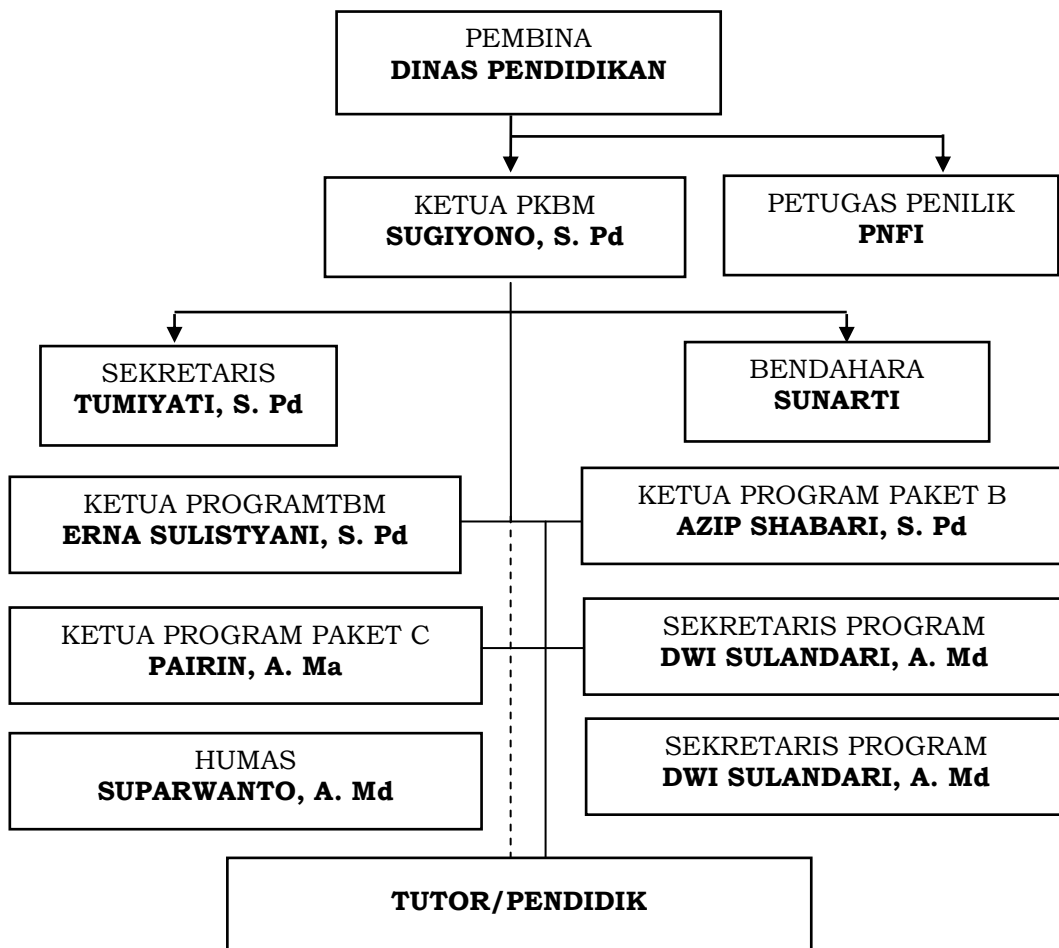 PEMBINA
DINAS PENDIDIKAN
KETUA PKBM
SUGIYONO, S. Pd
PETUGAS PENILIK
PNFI
SEKRETARIS
TUMIYATI, S. Pd
BENDAHARA
SUNARTI
KETUA PROGRAMTBM
ERNA SULISTYANI, S. Pd
KETUA PROGRAM PAKET B
AZIP SHABARI, S. Pd
KETUA PROGRAM PAKET C
PAIRIN, A. Ma
SEKRETARIS PROGRAM
DWI SULANDARI, A. Md
HUMAS
SUPARWANTO, A. Md
SEKRETARIS PROGRAM
DWI SULANDARI, A. Md
TUTOR/PENDIDIK